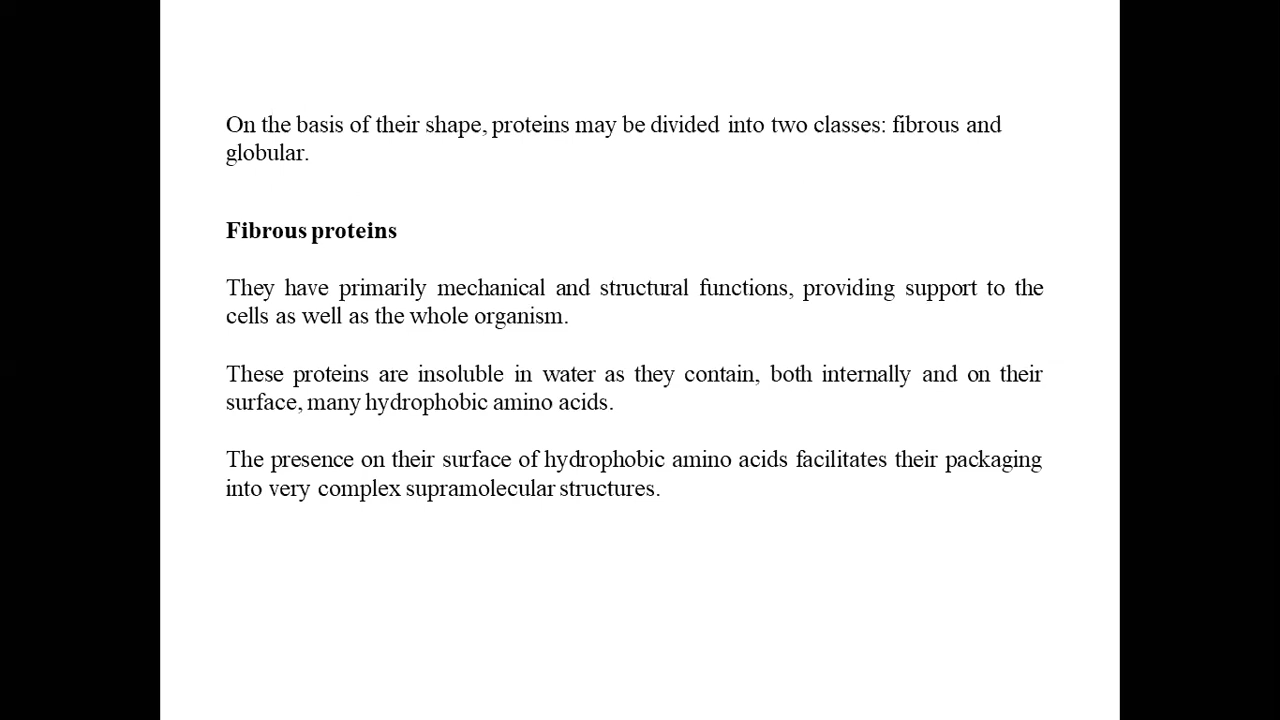 On the basis of their shape, proteins may be divided into two classes: fibrous and
globular.
Fibrous proteins
They have primarily mechanical and structural functions, providing support to the
cells as well as the whole organism.
These proteins are insoluble in water as they contain, both internally and on their
surface, many hydrophobic amino acids.
The presence on their surface of hydrophobic amino acids facilitates their packaging
into very complex supramolecular structures.